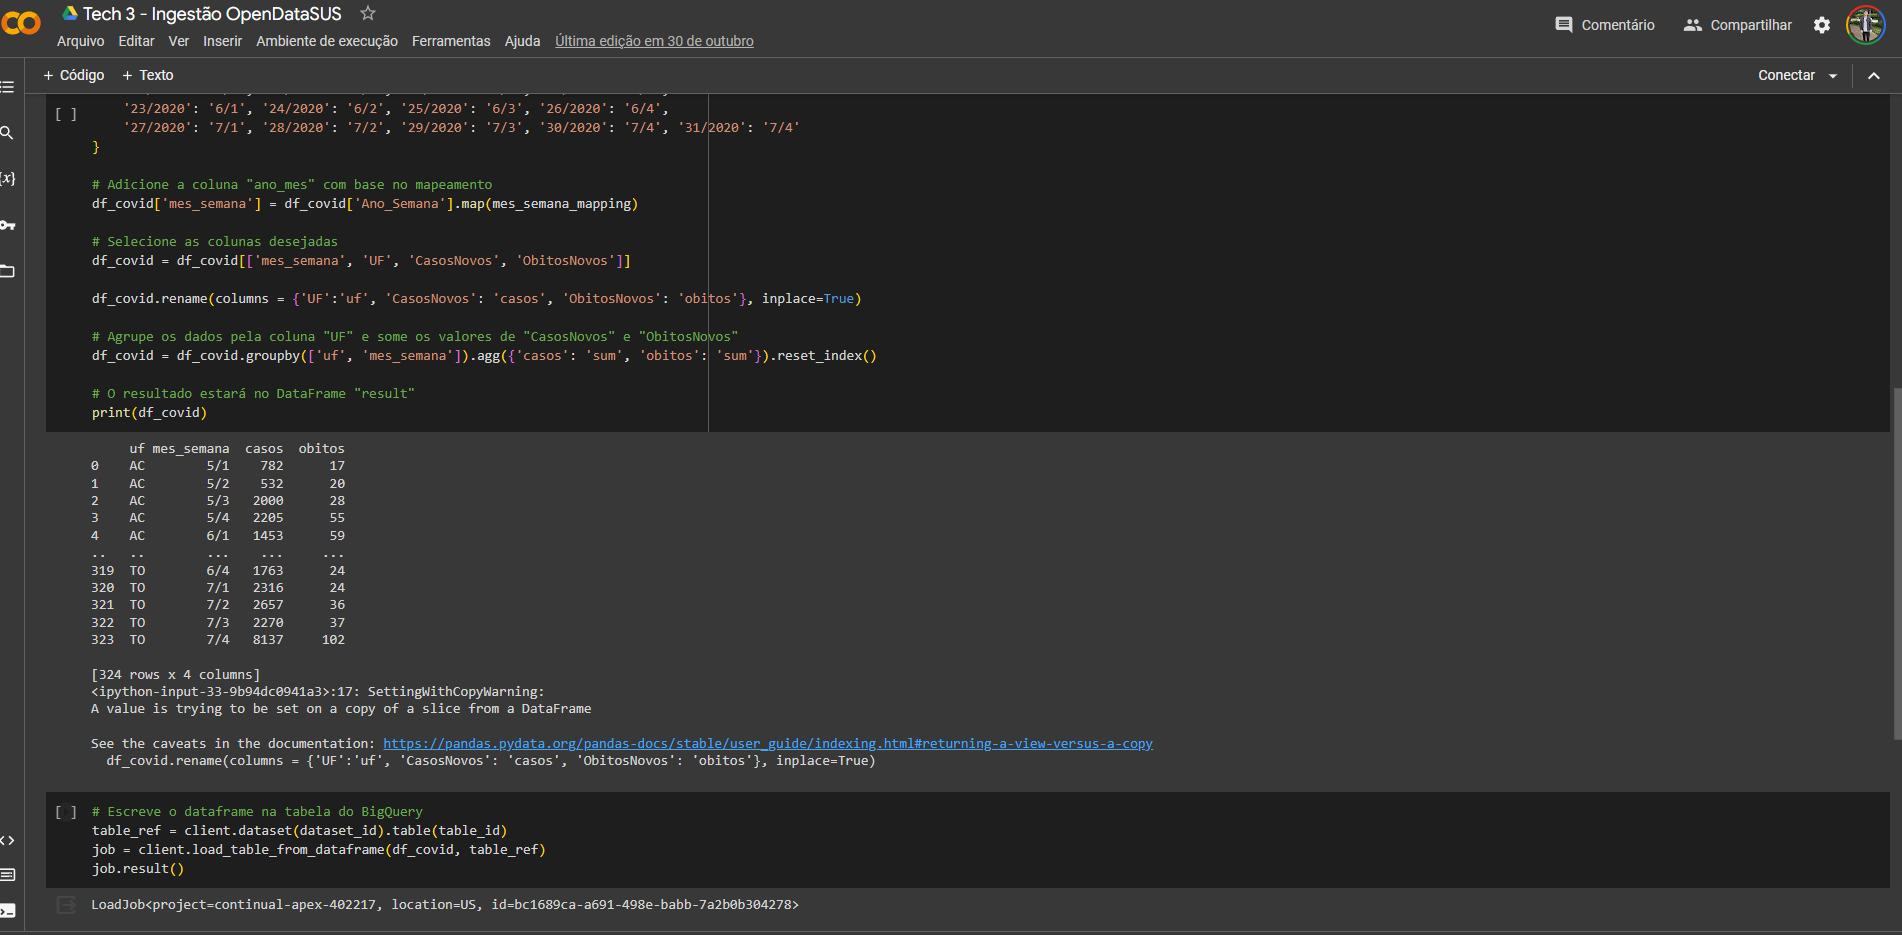 Tech 3 - Ingestão OpenDataSUS
Arquivo Editar Ver Inserir Ambiente de execução Ferramentas Ajuda Última edição em 30 de outubro
Comentário Compartilhar
+ Código + Texto
Conectar
[ ]
'23/2020': '6/1', '24/2020': '6/2', '25/2020': '6/3', '26/2020': '6/4',
'27/2020': '7/1', '28/2020': '7/2', '29/2020': '7/3', '30/2020': '7/4', '31/2020': '7/4'
}
# Adicione a coluna "ano_mes" com base no mapeamento
df_covid['mes_semana'] = df_covid['Ano_Semana'].map(mes_semana_mapping)
# Selecione as colunas desejadas
df_covid = df_covid[['mes_semana', 'UF', 'CasosNovos', 'ObitosNovos']]
df_covid.rename(columns = {'UF':'uf', 'CasosNovos': 'casos', 'ObitosNovos': 'obitos'}, inplace=True)
# Agrupe os dados pela coluna "UF" e some os valores de "CasosNovos" e "ObitosNovos"
df_covid = df_covid.groupby(['uf', 'mes_semana']).agg({'casos': 'sum', 'obitos': 'sum'}).reset_index()
# O resultado estará no DataFrame "result"
print(df_covid)
uf mes_semana casos obitos
0 AC 5/1 782 17
1 AC 5/2 532 20
2 AC 5/3 2000 28
3 AC 5/4 2205 55
4 AC 6/1 1453 59
.. .. ... ... ...
319 TO 6/4 1763 24
320 TO 7/1 2316 24
321 TO 7/2 2657 36
322 TO 7/3 2270 37
323 TO 7/4 8137 102
[324 rows x 4 columns]
<ipython-input-33-9b94dc0941a3>:17: SettingWithCopyWarning:
A value is trying to be set on a copy of a slice from a DataFrame
See the caveats in the documentation: https://pandas.pydata.org/pandas-docs/stable/user_guide/indexing.html#returning-a-view-versus-a-copy
df_covid.rename(columns = {'UF':'uf', 'CasosNovos': 'casos', 'ObitosNovos': 'obitos'}, inplace=True)
[ ]
# Escreve o dataframe na tabela do BigQuery
table_ref = client.dataset(dataset_id).table(table_id)
job = client.load_table_from_dataframe(df_covid, table_ref)
job.result()
LoadJob<project=continual-apex-402217, location=US, id=bc1689ca-a691-498e-babb-7a2b0b304278>